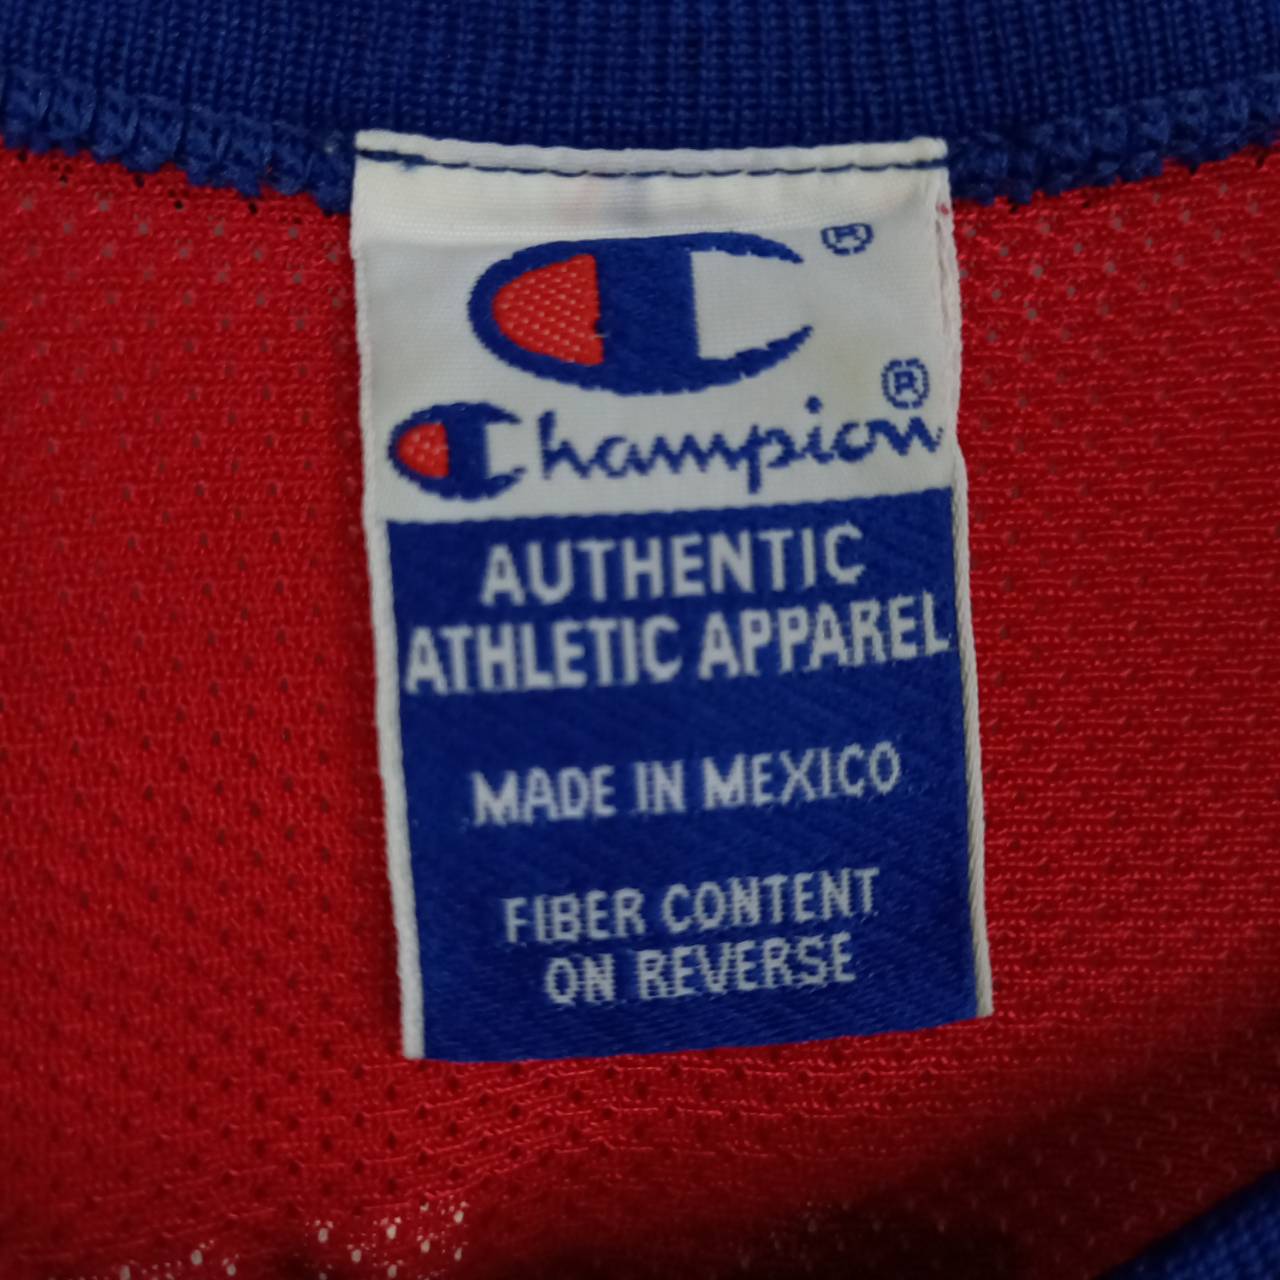 ®
Champion®
AUTHENTIC
ATHLETIC APPAREL
MADE IN MEXICO
FIBER CONTENT
ON REVERSE